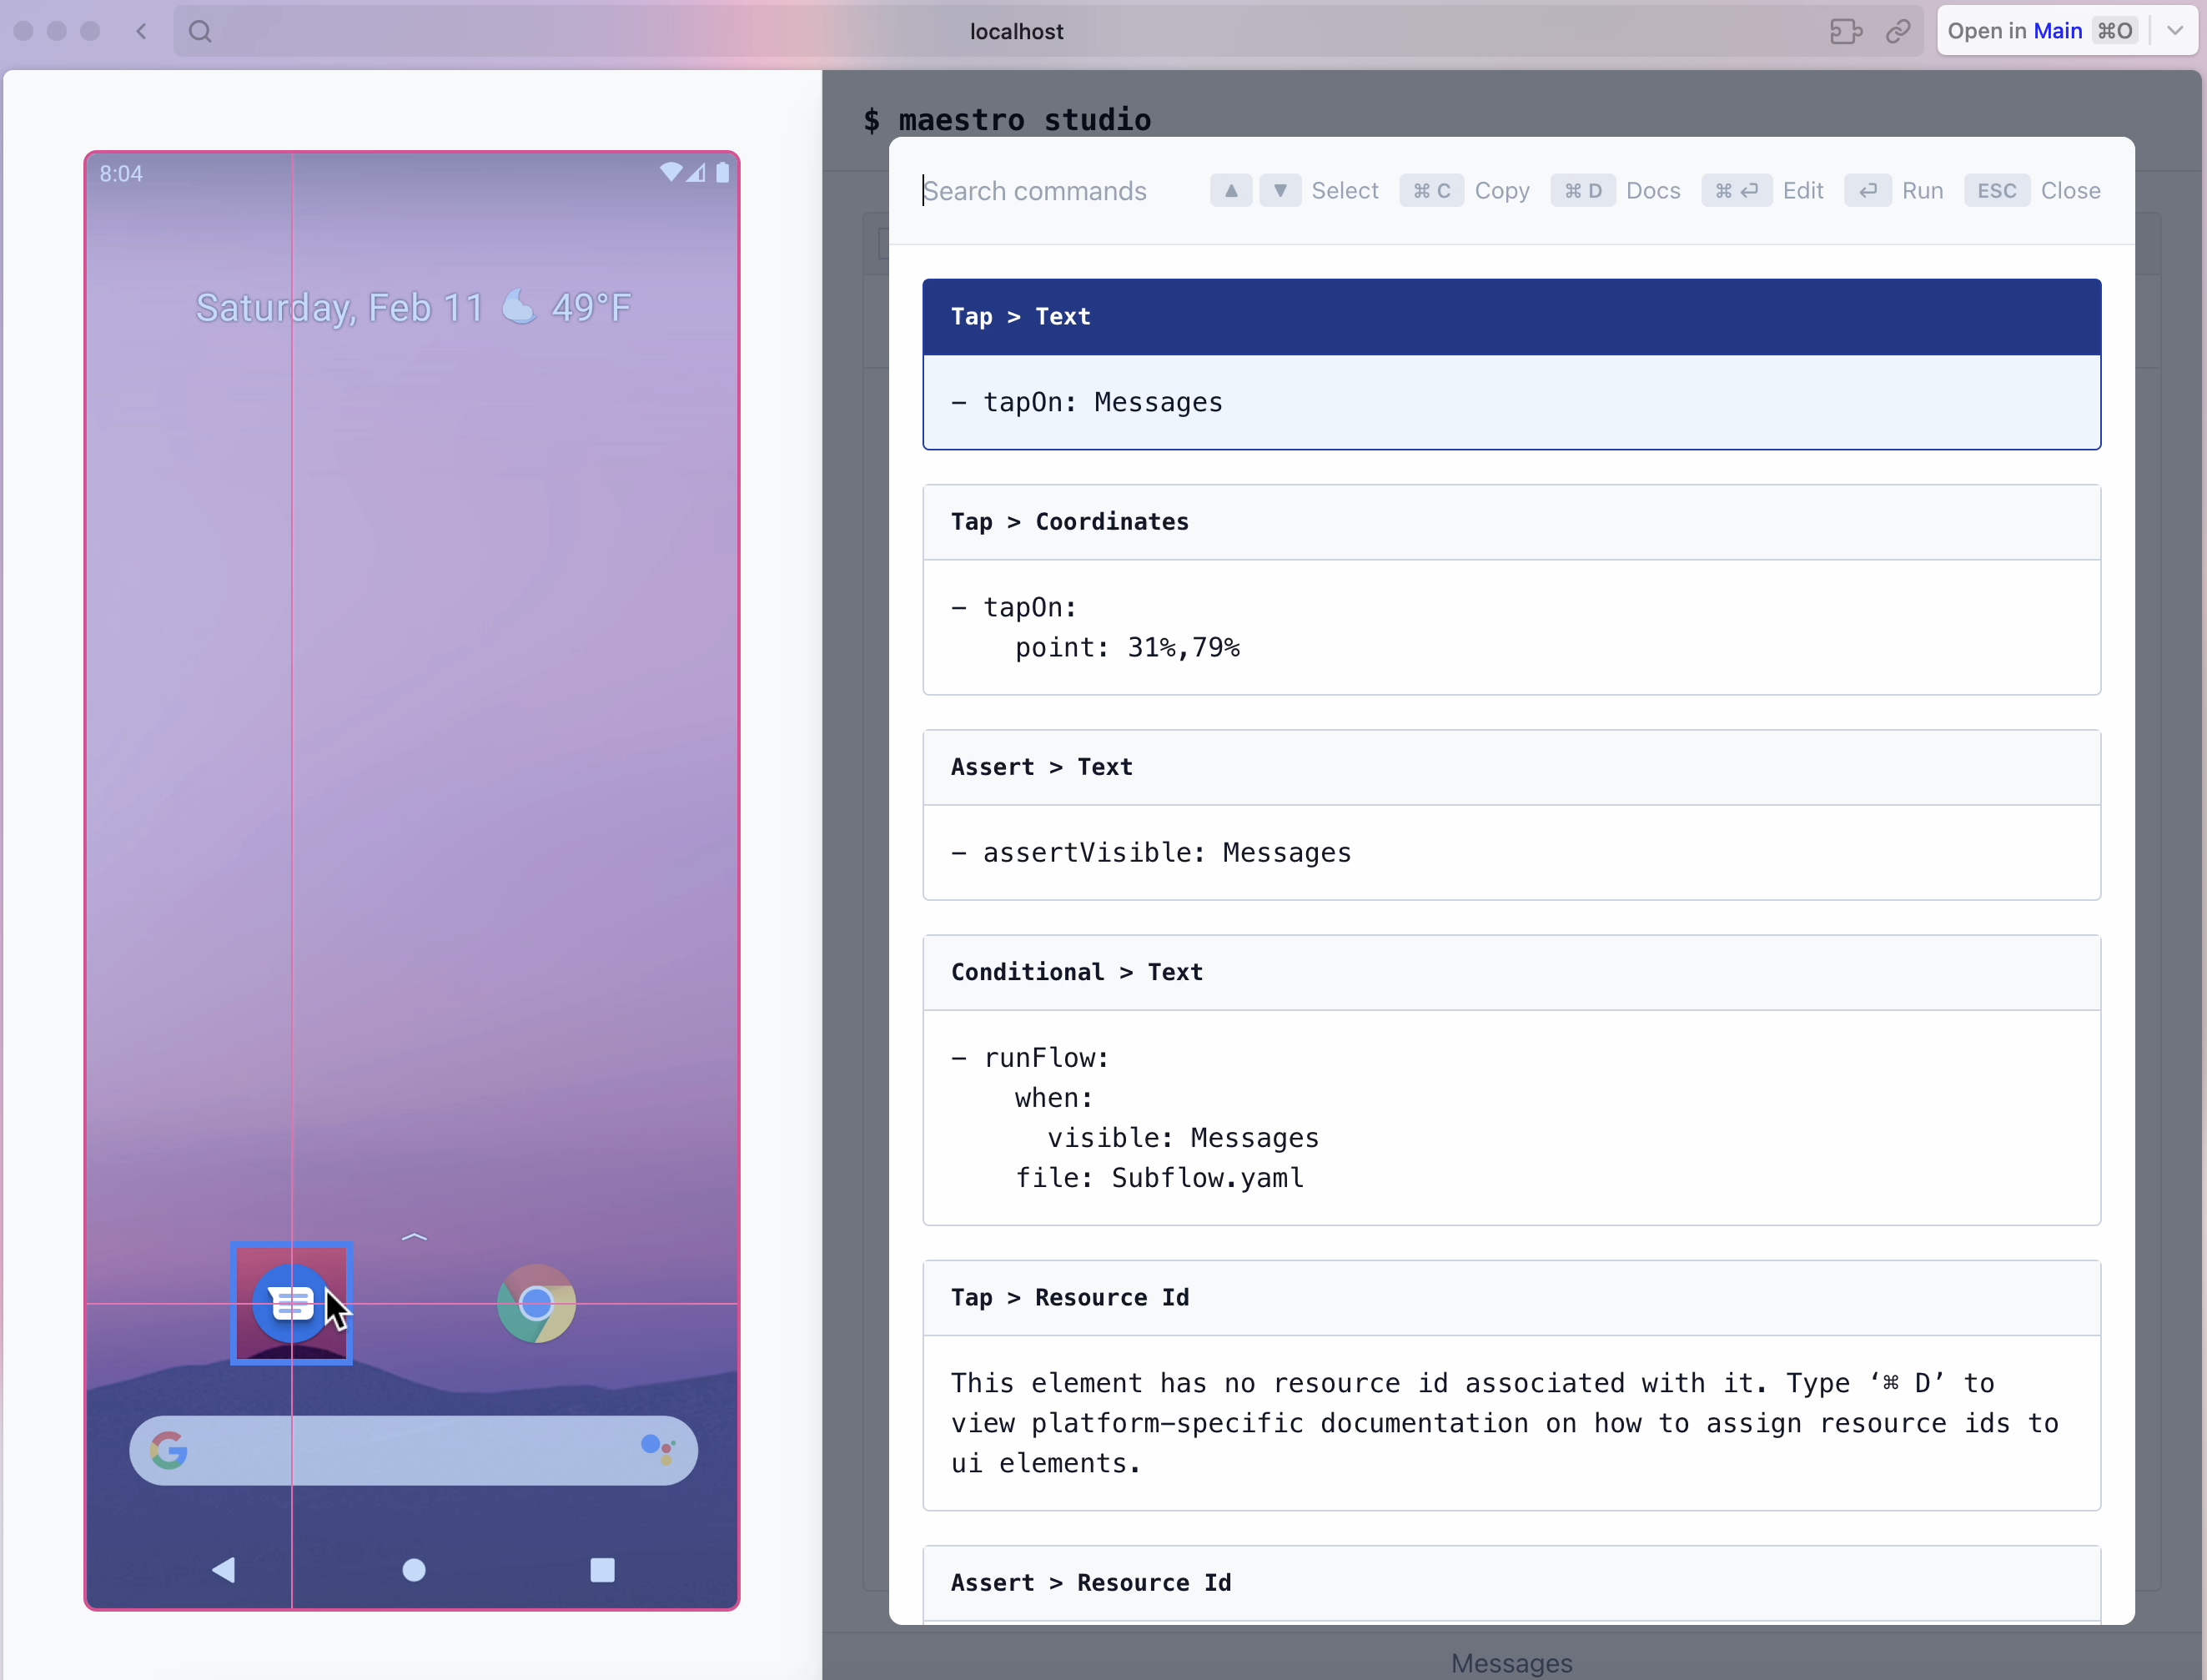 localhost
Open in Main ⌘O
$ maestro studio
8:04
Saturday, Feb 11 49°F
Search commands ▲ ▼ Select ⌘ C Copy ⌘ D Docs ⌘ ↩ Edit ↩ Run ESC Close
Tap > Text
- tapOn: Messages
Tap > Coordinates
- tapOn:
point: 31%,79%
Assert > Text
- assertVisible: Messages
Conditional > Text
- runFlow:
when:
visible: Messages
file: Subflow.yaml
Tap > Resource Id
This element has no resource id associated with it. Type ‘⌘ D’ to
view platform-specific documentation on how to assign resource ids to
ui elements.
Assert > Resource Id
Messages